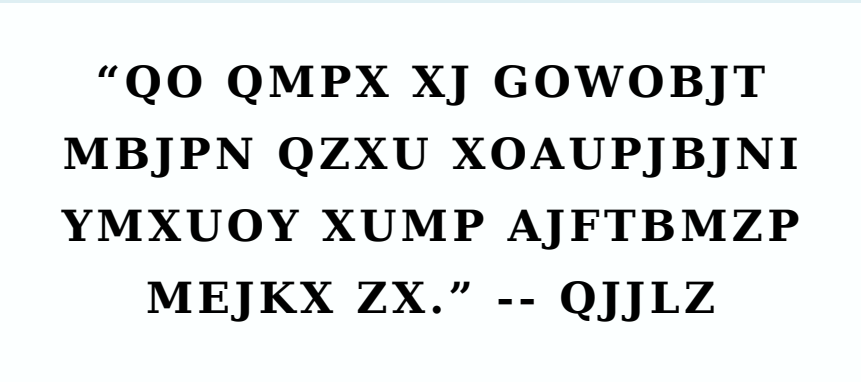 “QO QMPX XJ GOWOBJT
MBJPN QZXU XOAUPJBJNI
YMXUOY XUMP AJFTBMZP
MEJKX ZX.” -- QJJLZ